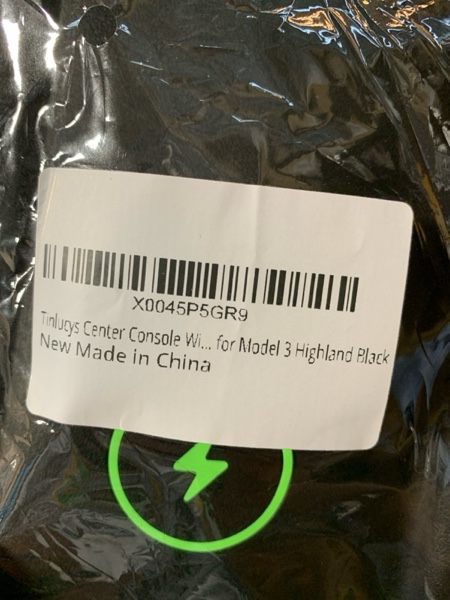 X0045P5GR9
Tinlucys Center Console Wi... for Model 3 Highland Black
New Made in China